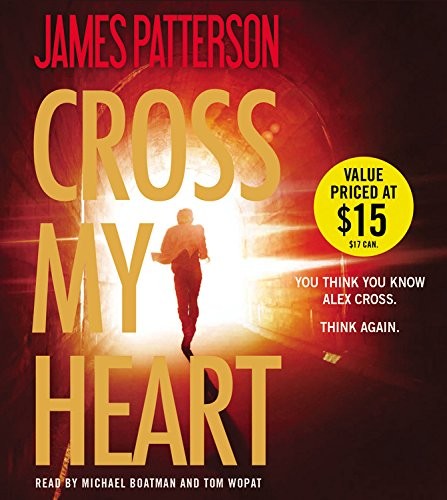 JAMES PATTERSON
CROSS
MY
HEART
VALUE
PRICED AT
$15
$17 CAN.
YOU THINK YOU KNOW
ALEX CROSS.
THINK AGAIN.
READ BY MICHAEL BOATMAN AND TOM WOPAT